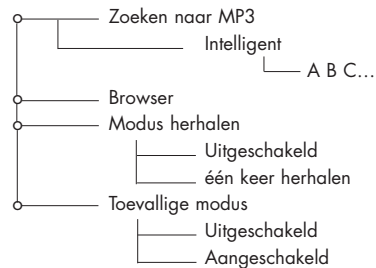 Zoeken naar MP3
Intelligent
A B C...
Browser
Modus herhalen
Uitgeschakeld
één keer herhalen
Toevallige modus
Uitgeschakeld
Aangeschakeld